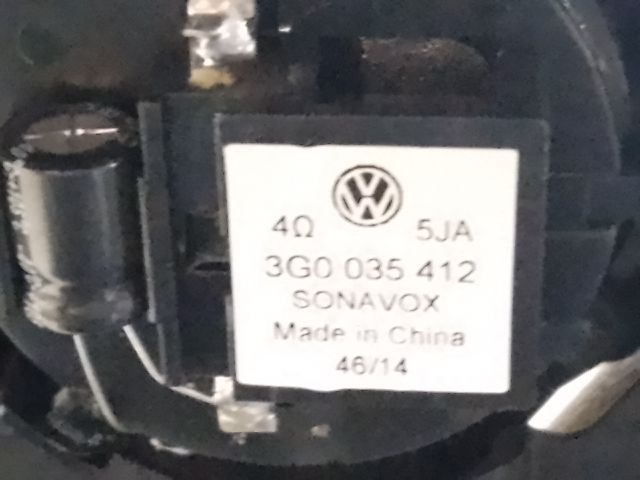 4Ω 5JA
3G0 035 412
SONAVOX
Made in China
46/14